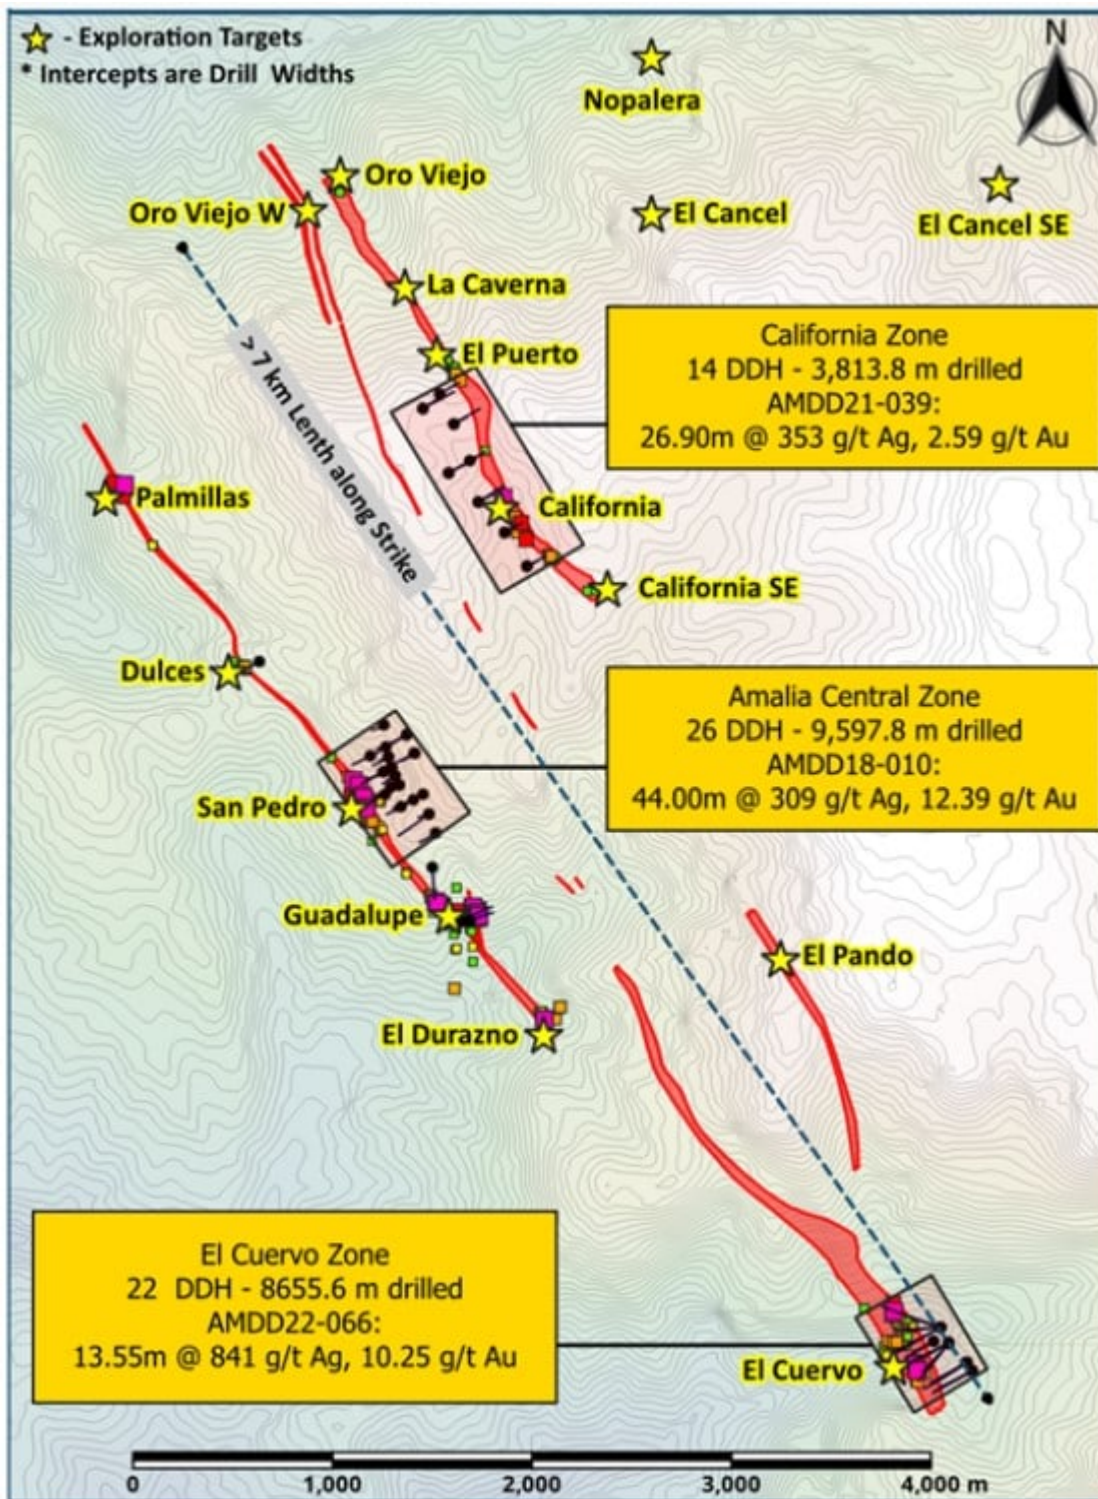 - Exploration Targets
* Intercepts are Drill Widths
N
Nopalera
Oro Viejo
Oro Viejo W
El Cancel
El Cancel SE
La Caverna
El Puerto
> 7 km Lenth along Strike
California Zone
14 DDH - 3,813.8 m drilled
AMDD21-039:
26.90m @ 353 g/t Ag, 2.59 g/t Au
Palmillas
California
California SE
Dulces
Amalia Central Zone
26 DDH - 9,597.8 m drilled
AMDD18-010:
44.00m @ 309 g/t Ag, 12.39 g/t Au
San Pedro
Guadalupe
El Pando
El Durazno
El Cuervo Zone
22 DDH - 8655.6 m drilled
AMDD22-066:
13.55m @ 841 g/t Ag, 10.25 g/t Au
El Cuervo
0 1,000 2,000 3,000 4,000 m